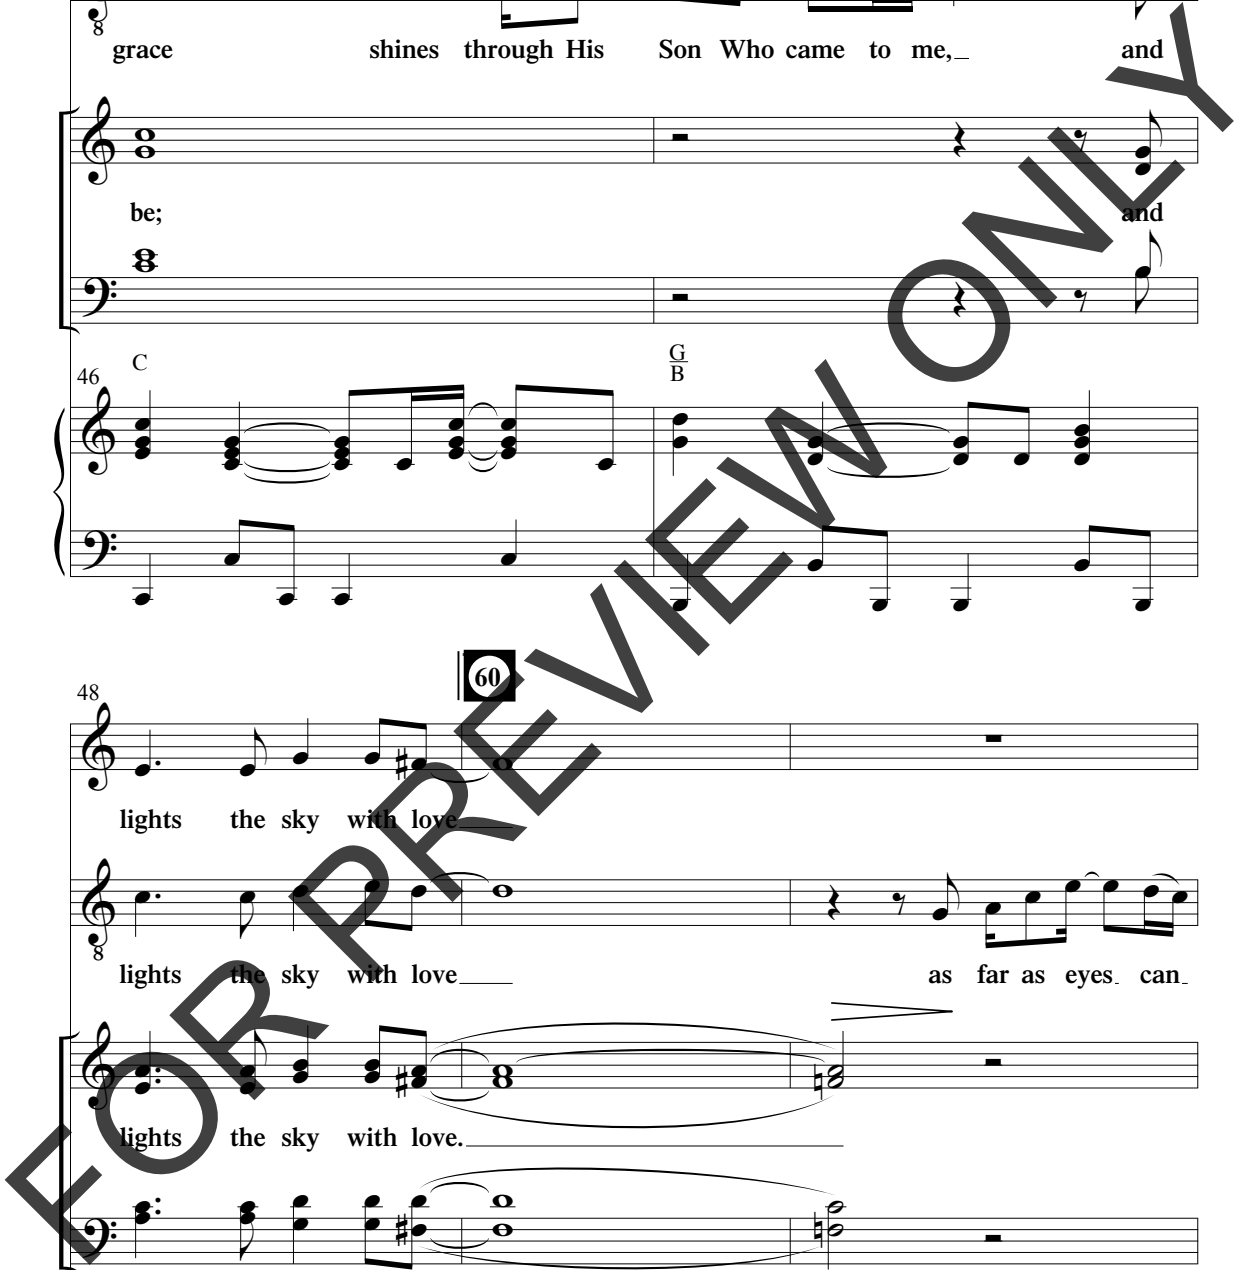 8
grace shines through His Son Who came to me, and
be; and
C G
B
46
60
48
lights the sky with love
8
lights the sky with love as far as eyes can
lights the sky with love.
FOR PREVIEW ONLY